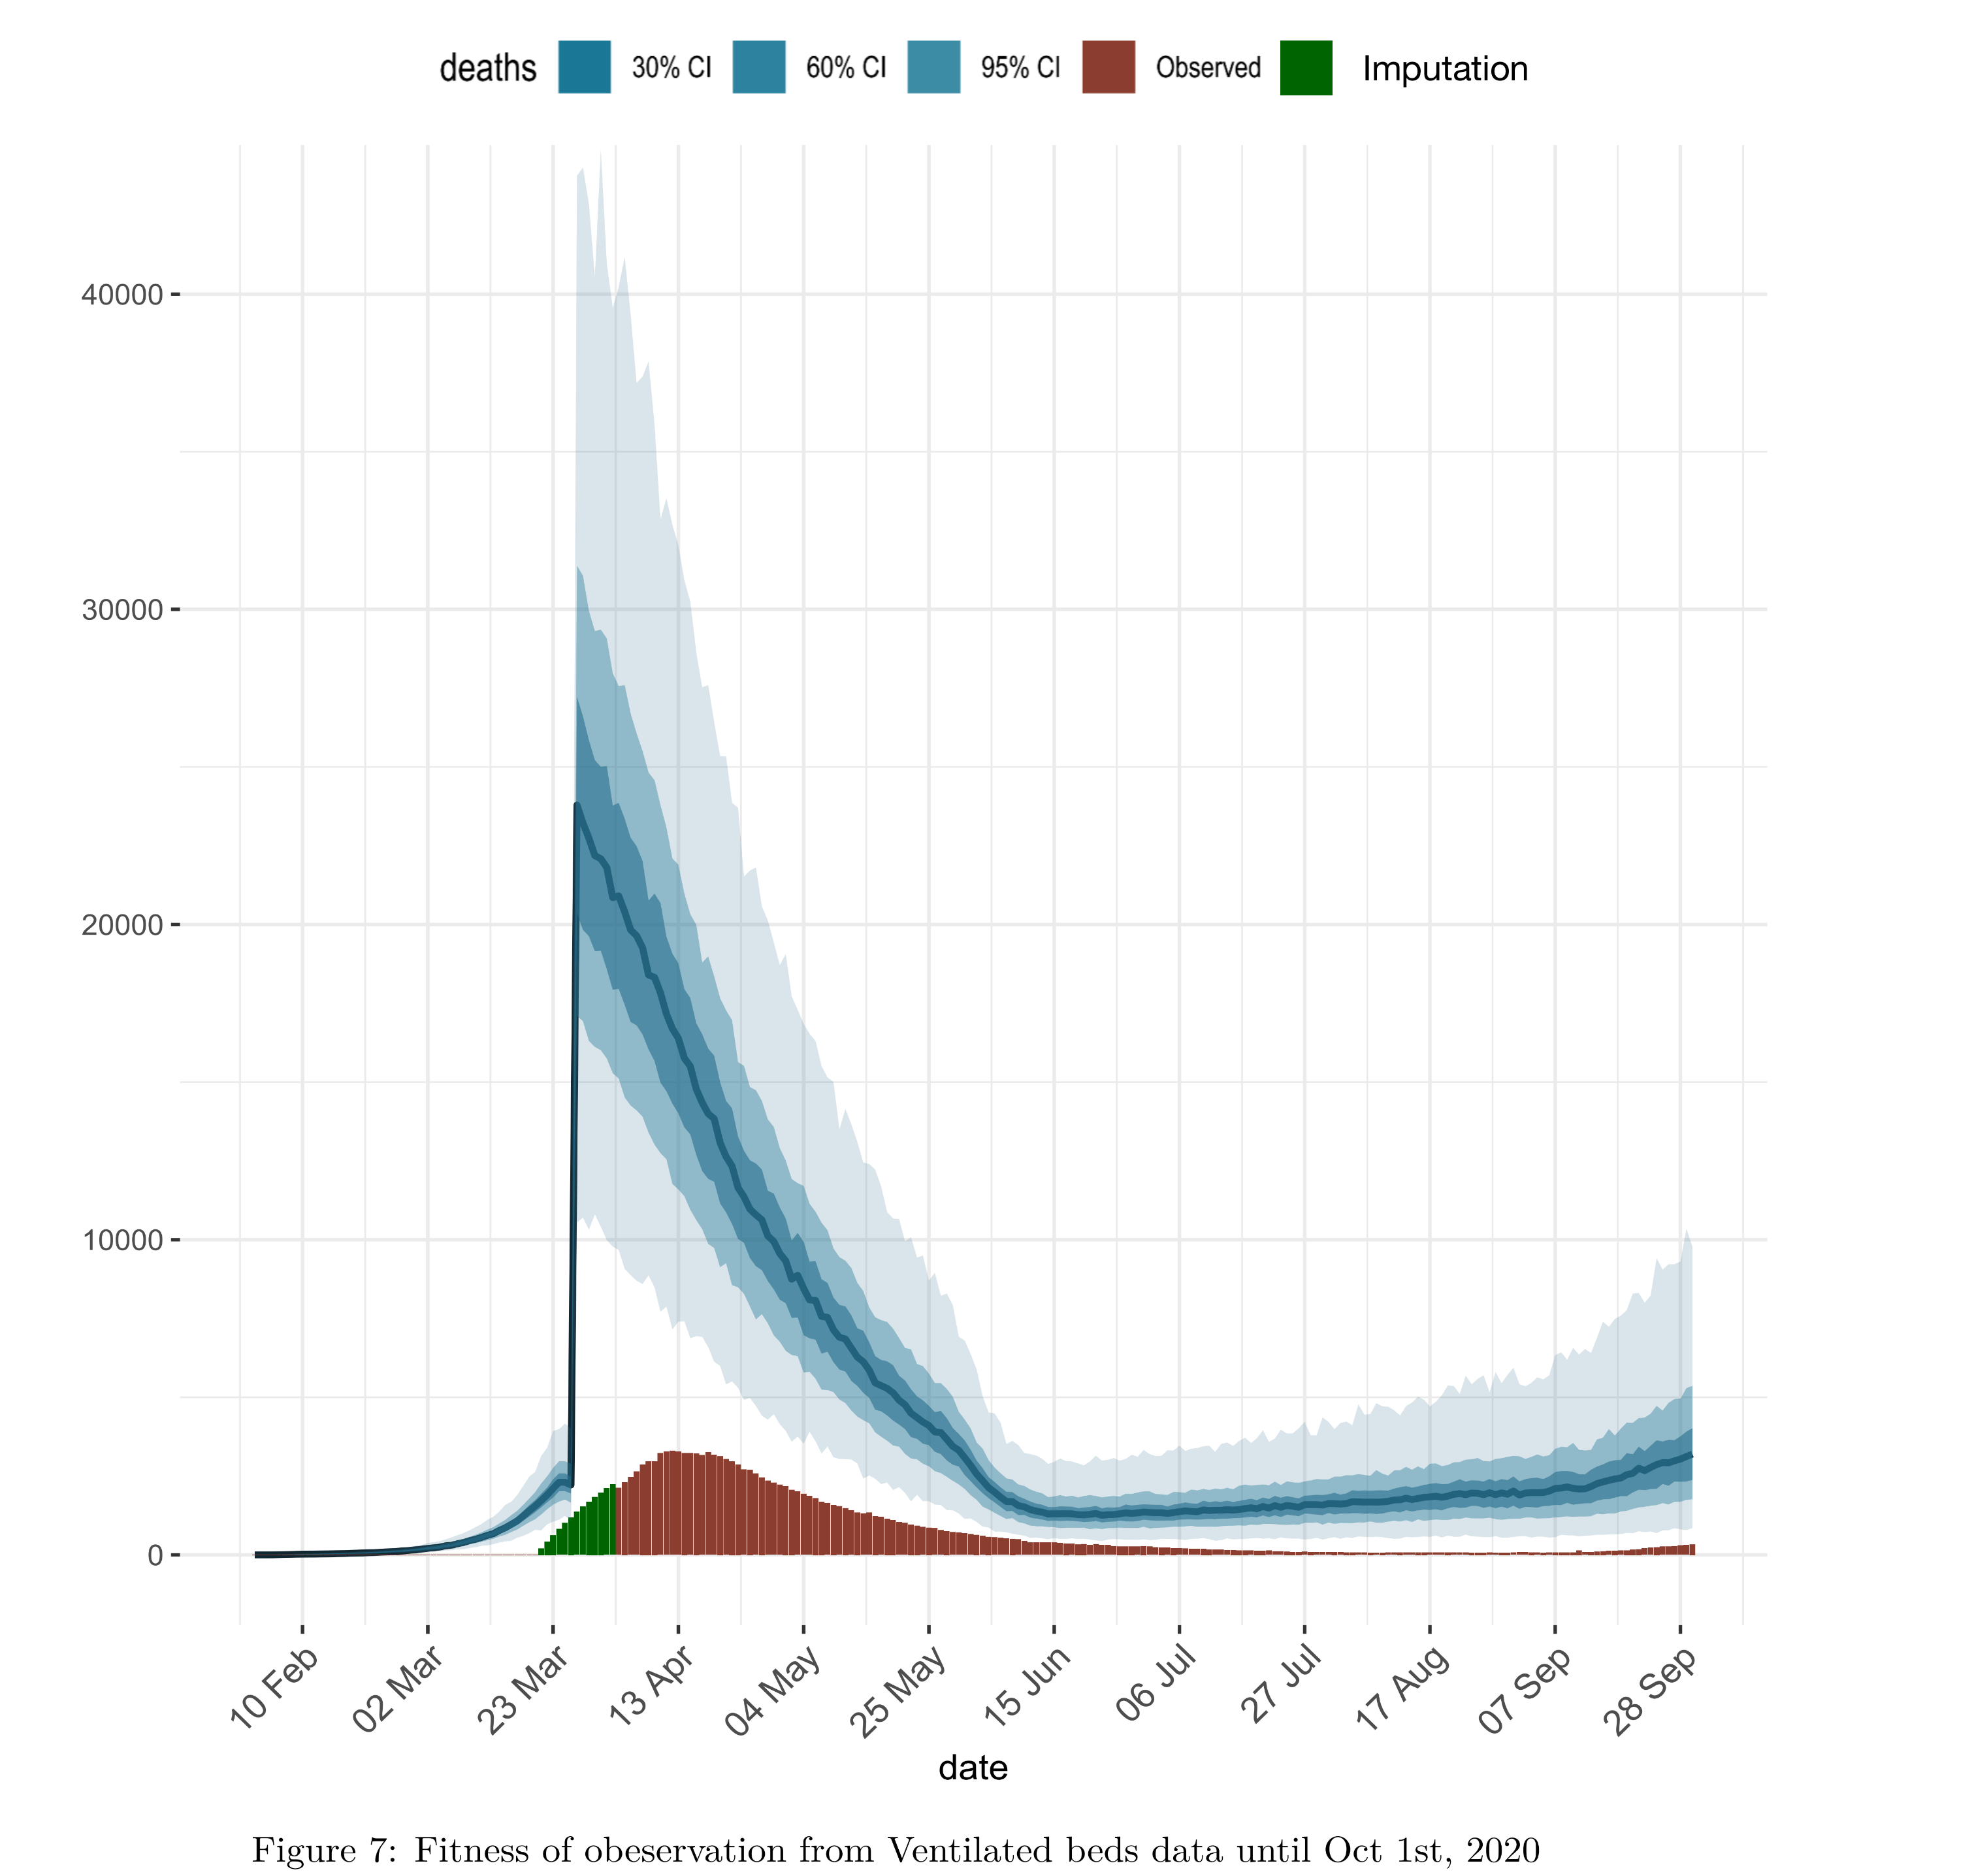 deaths 30% CI 60% CI 95% CI Observed Imputation
40000
30000
20000
10000
0
10 Feb 02 Mar 23 Mar 13 Apr 04 May 25 May 15 Jun 06 Jul 27 Jul 17 Aug 07 Sep 28 Sep
date
Figure 7: Fitness of obeservation from Ventilated beds data until Oct 1st, 2020